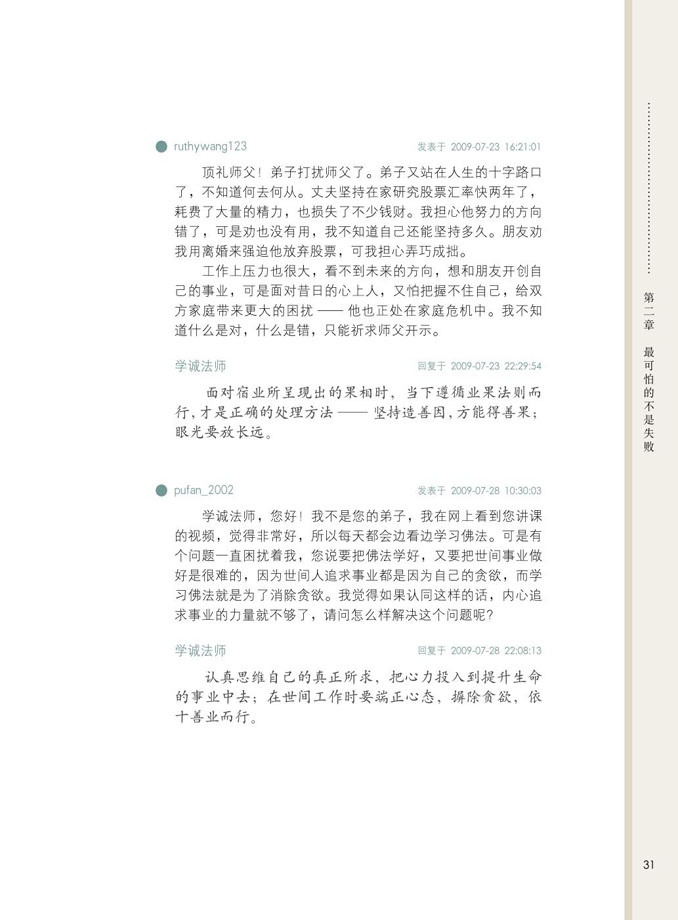 ruthywang123 发表于 2009-07-23 16:21:01
顶礼师父！弟子打扰师父了。弟子又站在人生的十字路口
了，不知道何去何从。丈夫坚持在家研究股票汇率快两年了，
耗费了大量的精力，也损失了不少钱财。我担心他努力的方向
错了，可是劝也没有用，我不知道自己还能坚持多久。朋友劝
我用离婚来强迫他放弃股票，可我担心弄巧成拙。
工作上压力也很大，看不到未来的方向，想和朋友开创自
己的事业，可是面对昔日的心上人，又怕把握不住自己，给双
方家庭带来更大的困扰——他也正处在家庭危机中。我不知
道什么是对，什么是错，只能祈求师父开示。
学诚法师 回复于 2009-07-23 22:29:54
面对宿业所呈现出的果相时，当下遵循业果法则而
行，才是正确的处理方法——坚持造善因，方能得善果；
眼光要放长远。
pufan_2002 发表于 2009-07-28 10:30:03
学诚法师，您好！我不是您的弟子，我在网上看到您讲课
的视频，觉得非常好，所以每天都会边看边学习佛法。可是有
个问题一直困扰着我，您说要把佛法学好，又要把世间事业做
好是很难的，因为世间人追求事业都是因为自己的贪欲，而学
习佛法就是为了消除贪欲。我觉得如果认同这样的话，内心追
求事业的力量就不够了，请问怎么样解决这个问题呢？
学诚法师 回复于 2009-07-28 22:08:13
认真思维自己的真正所求，把心力投入到提升生命
的事业中去；在世间工作时要端正心态，摒除贪欲，依
十善业而行。
第二章 最可怕的不是失败
31